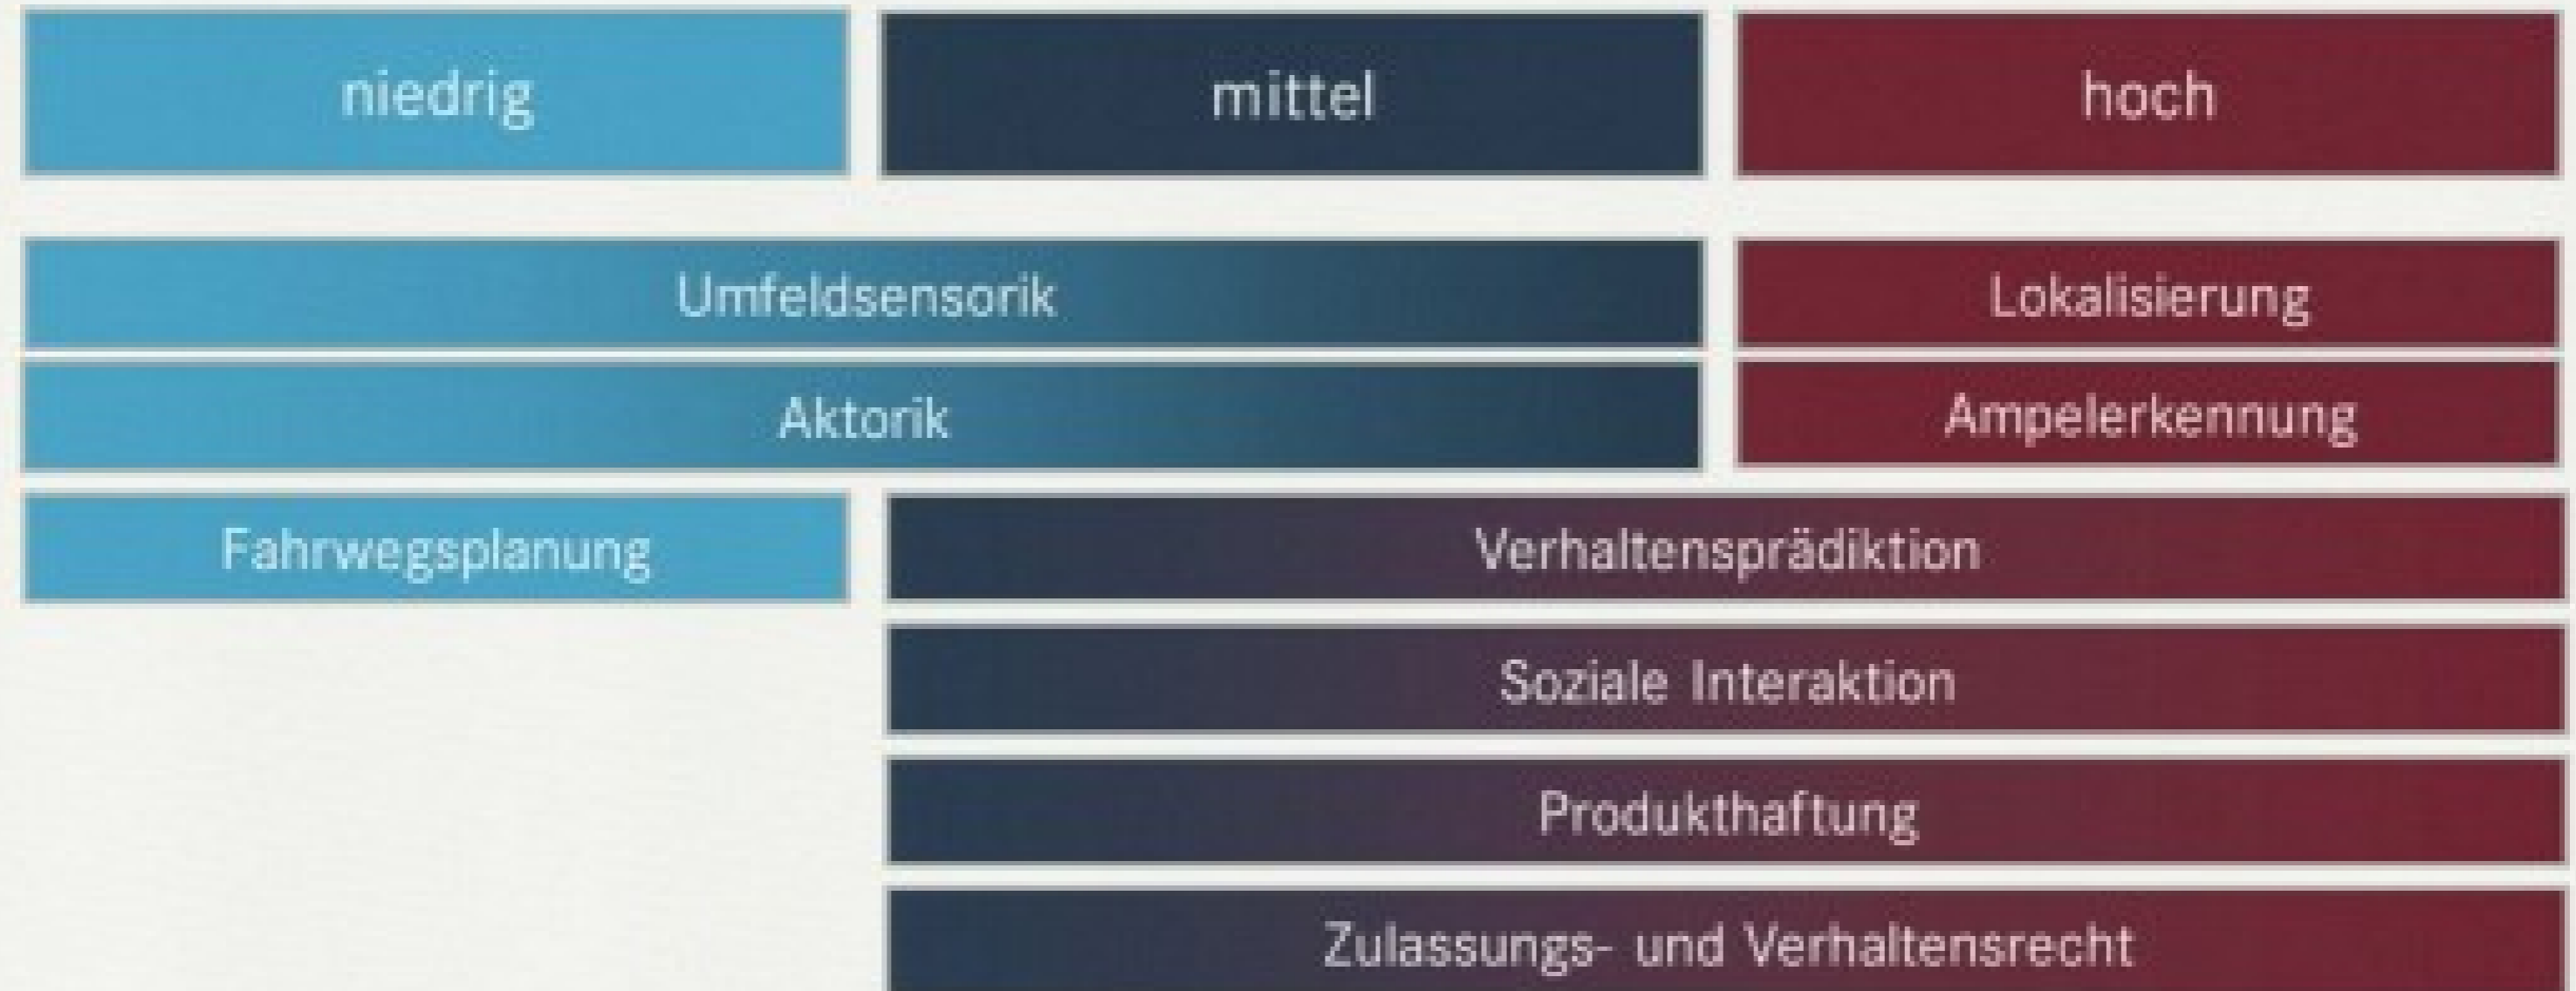 niedrig mittel hoch
Umfeldsensorik Lokalisierung
Aktorik Ampelerkennung
Fahrwegsplanung Verhaltensprädiktion
Soziale Interaktion
Produkthaftung
Zulassungs- und Verhaltensrecht